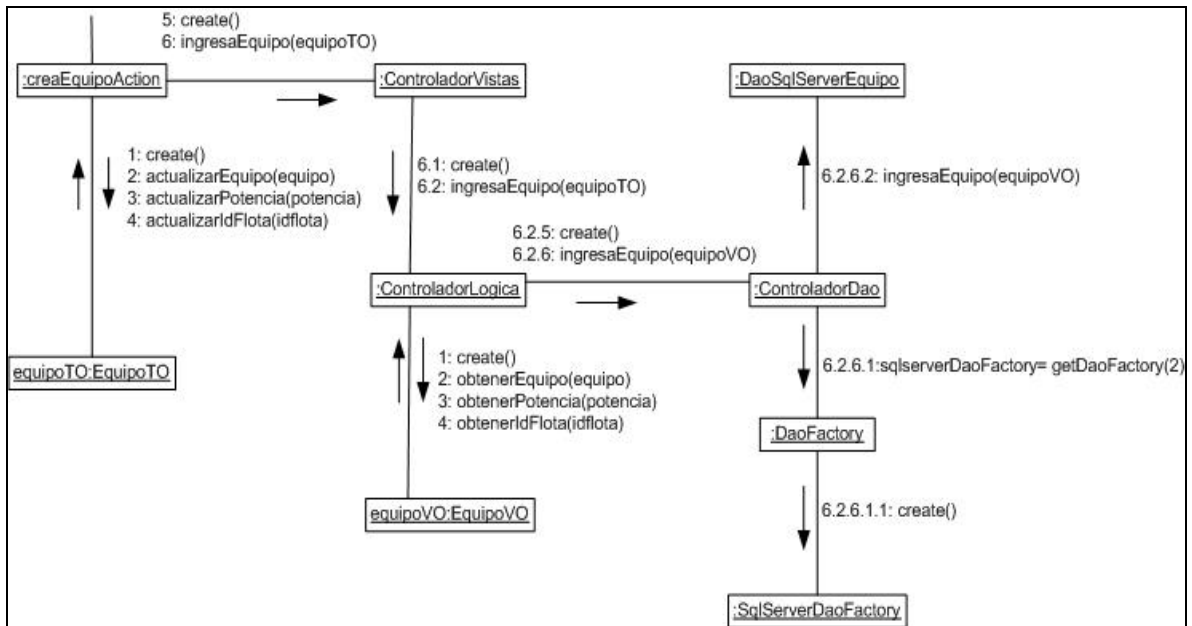 5: create()
6: ingresaEquipo(equipoTO)
:creaEquipoAction
:ControladorVistas
:DaoSqlServerEquipo
1: create()
2: actualizarEquipo(equipo)
3: actualizarPotencia(potencia)
4: actualizarIdFlota(idflota)
6.1: create()
6.2: ingresaEquipo(equipoTO)
6.2.6.2: ingresaEquipo(equipoVO)
6.2.5: create()
6.2.6: ingresaEquipo(equipoVO)
:ControladorLogica
:ControladorDao
equipoTO:EquipoTO
1: create()
2: obtenerEquipo(equipo)
3: obtenerPotencia(potencia)
4: obtenerIdFlota(idflota)
6.2.6.1:sqlserverDaoFactory= getDaoFactory(2)
:DaoFactory
equipoVO:EquipoVO
6.2.6.1.1: create()
:SqlServerDaoFactory